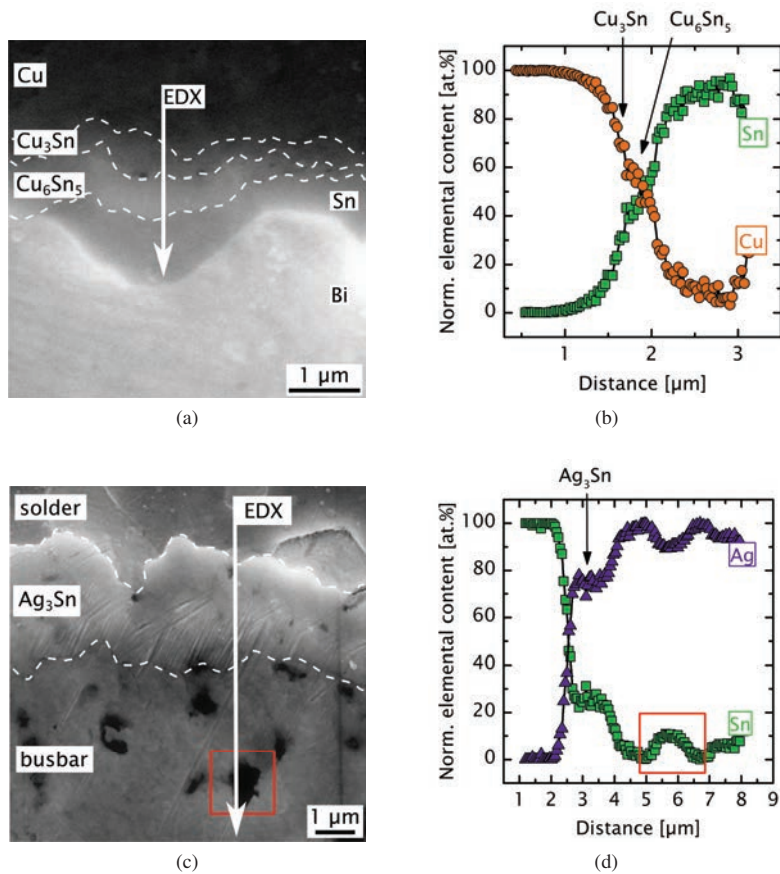 Cu
EDX
Cu3Sn
Cu6Sn5
Sn
Bi
1 µm
(a)
Cu3Sn
Cu6Sn5
Norm. elemental content [at.%]
100
80
60
40
20
0
Sn
Cu
1 2 3
Distance [µm]
(b)
solder
EDX
Ag3Sn
busbar
1 µm
(c)
Ag3Sn
Norm. elemental content [at.%]
100
80
60
40
20
0
Ag
Sn
1 2 3 4 5 6 7 8 9
Distance [µm]
(d)